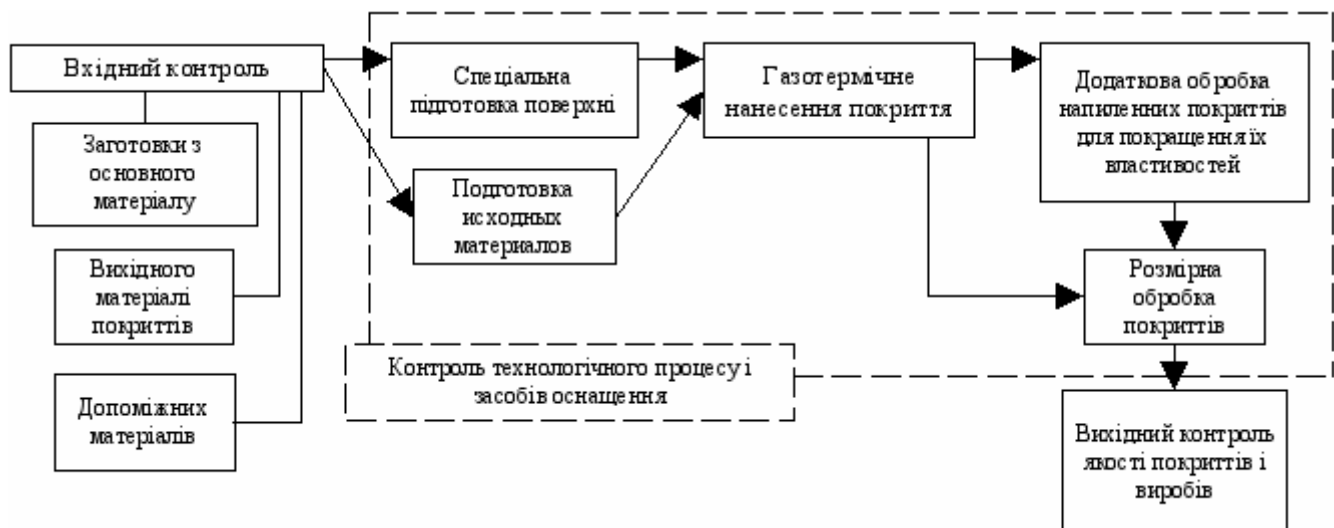 Вхідний контроль
Заготовки з
основного
матеріалу
Вихідного
матеріалі
покриттів
Допоміжних
матеріалів
Спеціальна
підготовка поверхні
Подготовка
исходных
материалов
Газотермічне
нанесення покриття
Додаткова обробка
напиленних покриттів
для покращення їх
властивостей
Розмірна
обробка
покриттів
Контроль технологічного процесу і
засобів оснащення
Вихідний контроль
якості покриттів і
виробів